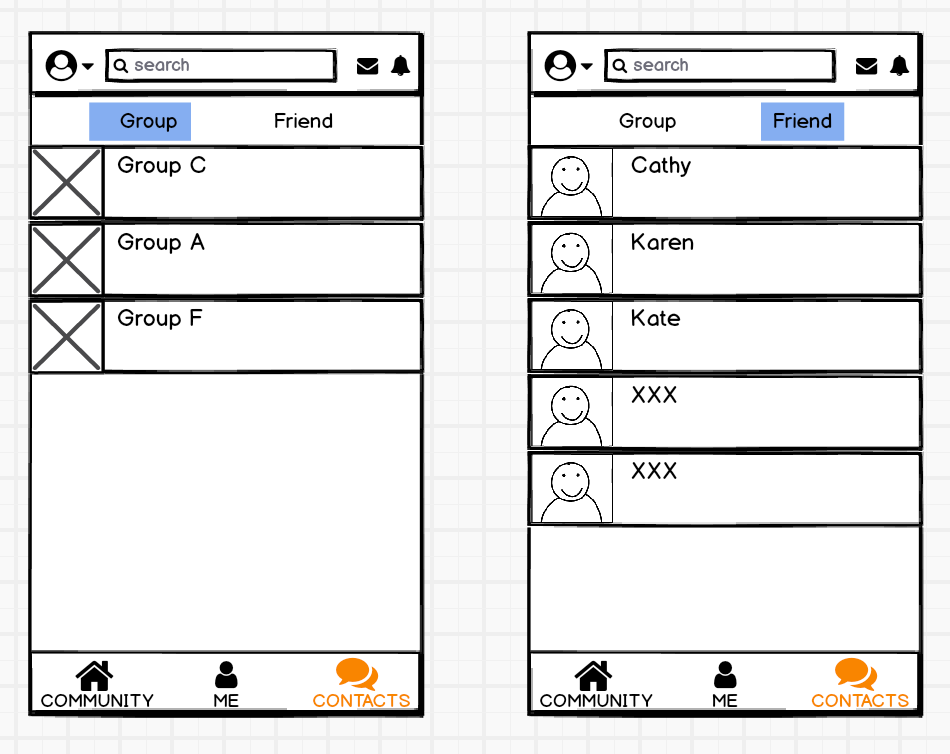 search
Group Friend
Group C
Group A
Group F
COMMUNITY ME CONTACTS
search
Group Friend
Cathy
Karen
Kate
XXX
XXX
COMMUNITY ME CONTACTS